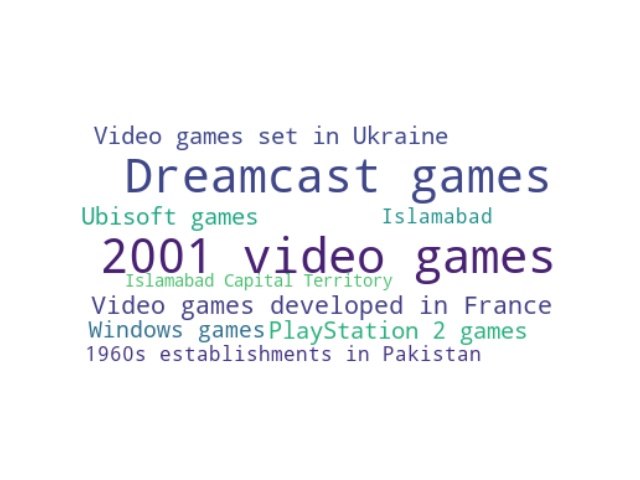 Video games set in Ukraine
Dreamcast games
Ubisoft games
Islamabad
2001 video games
Islamabad Capital Territory
Video games developed in France
Windows games
PlayStation 2 games
1960s establishments in Pakistan